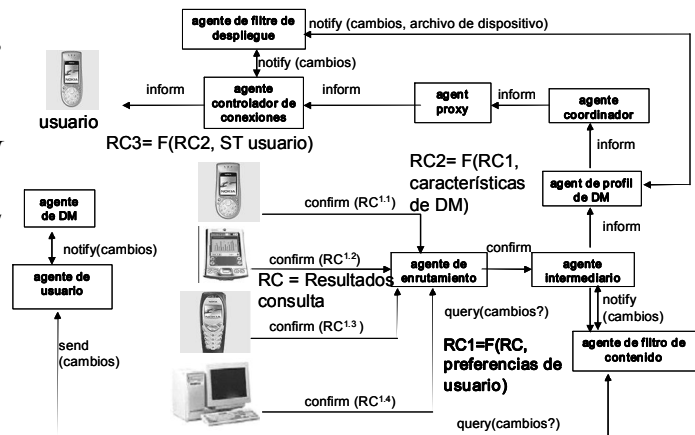 agente de filtre de
despliegue
notify (cambios, archivo de dispositivo)
notify (cambios)
inform
agente
controlador de
conexiones
inform
agent
proxy
inform
agente
coordinador
usuario
RC3= F(RC2, ST usuario)
inform
RC2= F(RC1,
características
de DM)
agent de profil
de DM
confirm (RC1.1)
inform
agente
de DM
notify(cambios)
agente de
usuario
confirm (RC1.2)
RC = Resultados
consulta
agente de
enrutamiento
confirm
agente
intermediario
notify
(cambios)
query(cambios?)
confirm (RC1.3 )
send
(cambios)
RC1=F(RC,
preferencias de
usuario)
agente de filtro de
contenido
confirm (RC1.4)
query(cambios?)